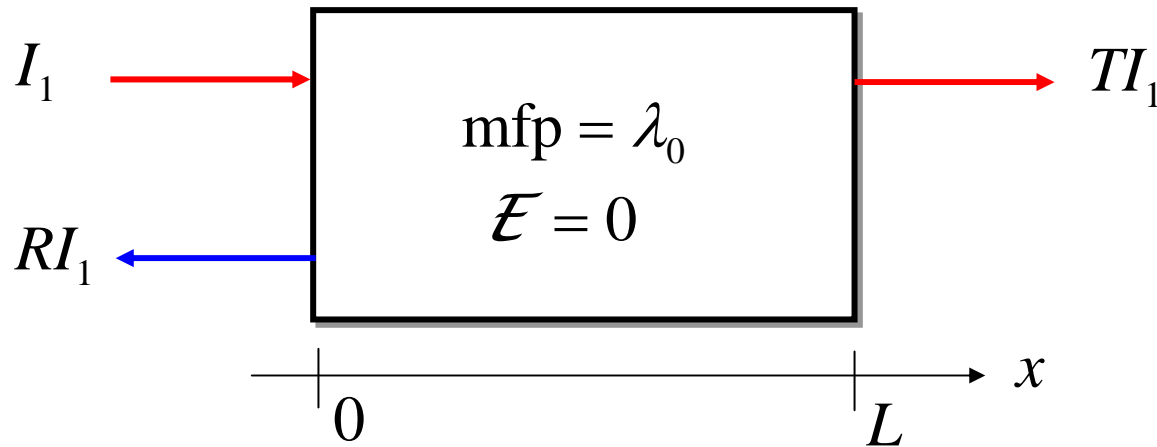 I₁
TI₁
mfp = λ₀
ℰ = 0
RI₁
x
0
L